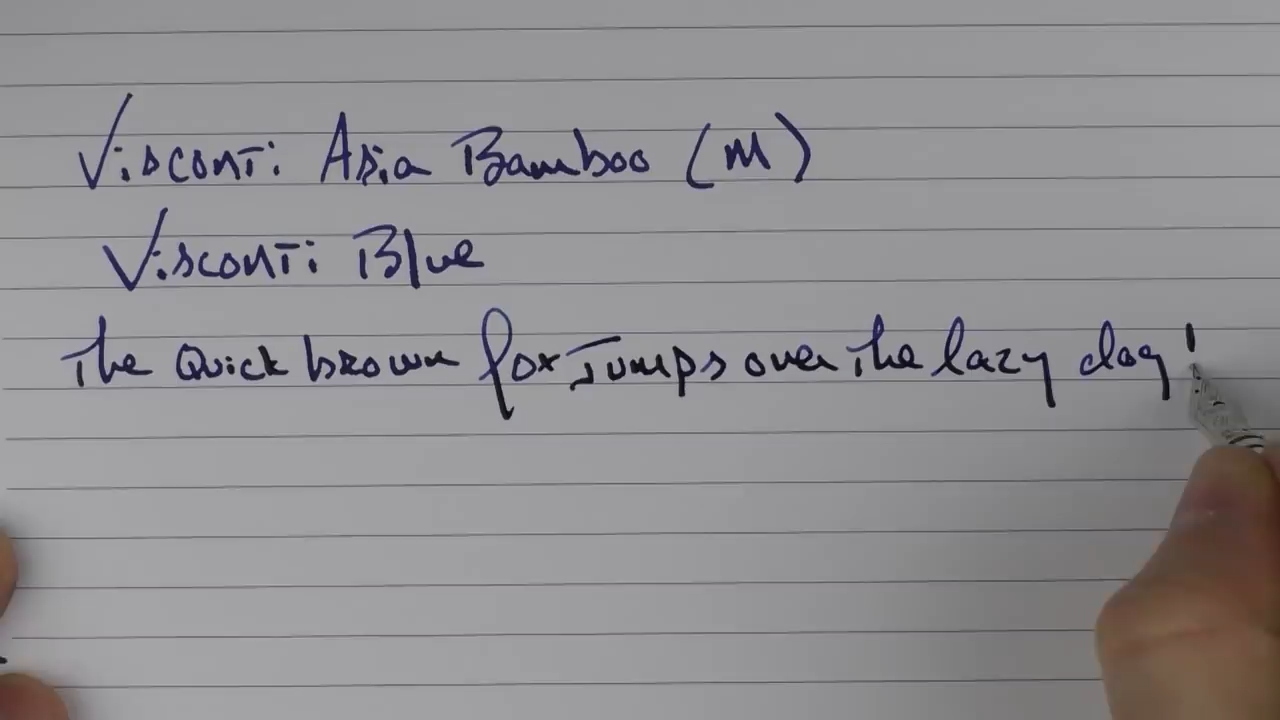 Visconti Asia Bamboo (M)
Visconti Blue
The Quick brown fox Jumps over The lazy dog!